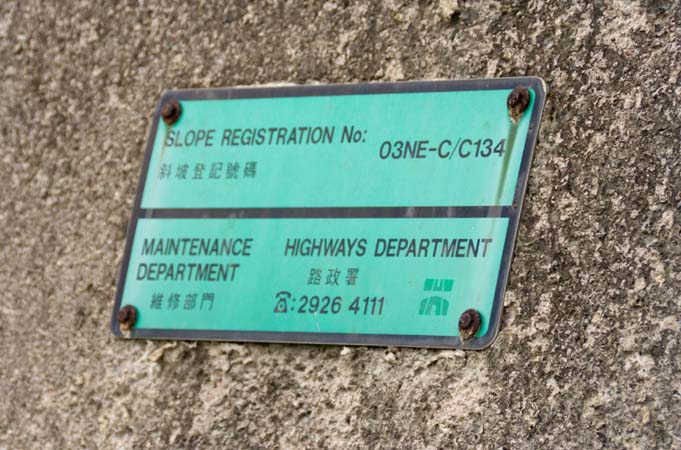 SLOPE REGISTRATION No: 03NE-C/C134
斜坡登記號碼
MAINTENANCE DEPARTMENT
維修部門
HIGHWAYS DEPARTMENT
路政署
☎: 2926 4111